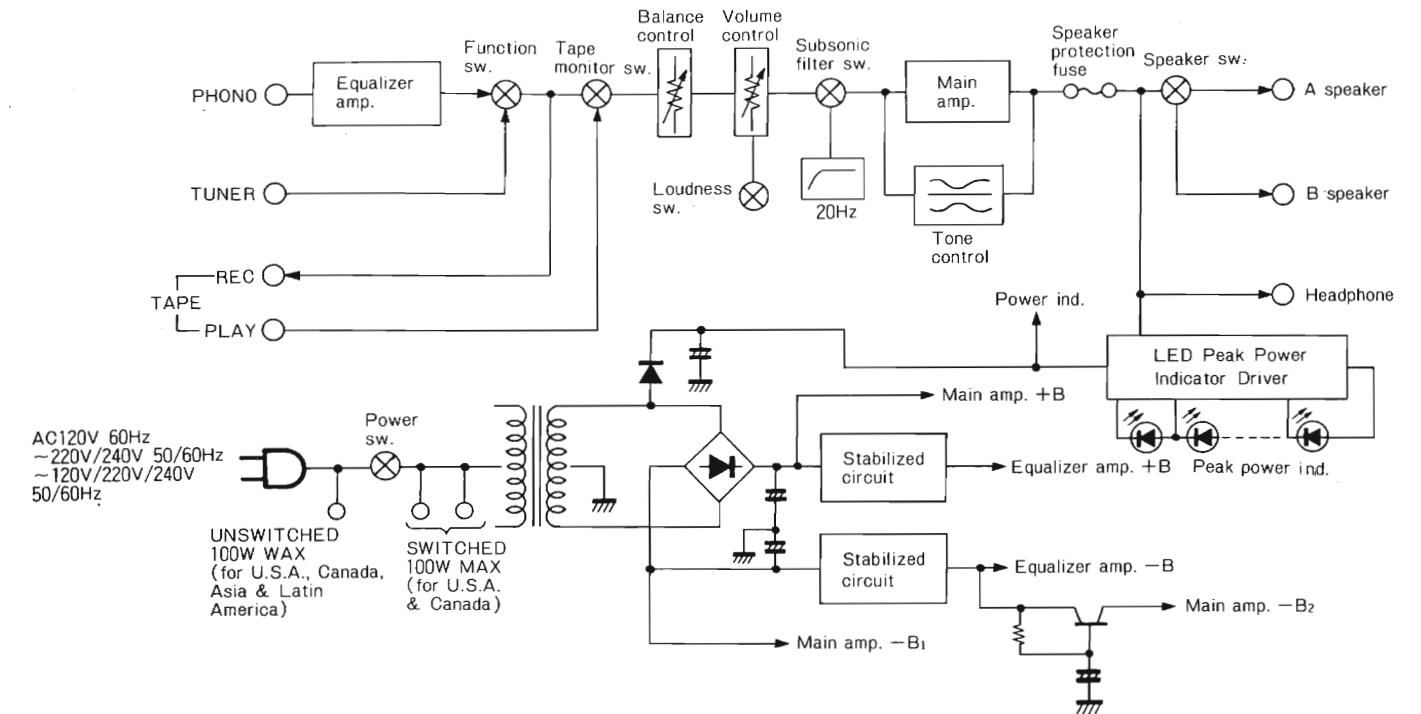 Balance
control
Volume
control
Function
sw.
Tape
monitor sw.
Subsonic
filter sw.
Speaker
protection
fuse
Speaker sw.
PHONO
Equalizer
amp.
Main
amp.
A speaker
TUNER
Loudness
sw.
20Hz
Tone
control
B speaker
REC
TAPE
PLAY
Power ind.
Headphone
LED Peak Power
Indicator Driver
Main amp. +B
AC120V 60Hz
~220V/240V 50/60Hz
~120V/220V/240V
50/60Hz
Power
sw.
Stabilized
circuit
Equalizer amp. +B
Peak power ind.
UNSWITCHED
100W WAX
(for U.S.A., Canada,
Asia & Latin
America)
SWITCHED
100W MAX
(for U.S.A.
& Canada)
Stabilized
circuit
Equalizer amp. -B
Main amp. -B2
Main amp. -B1